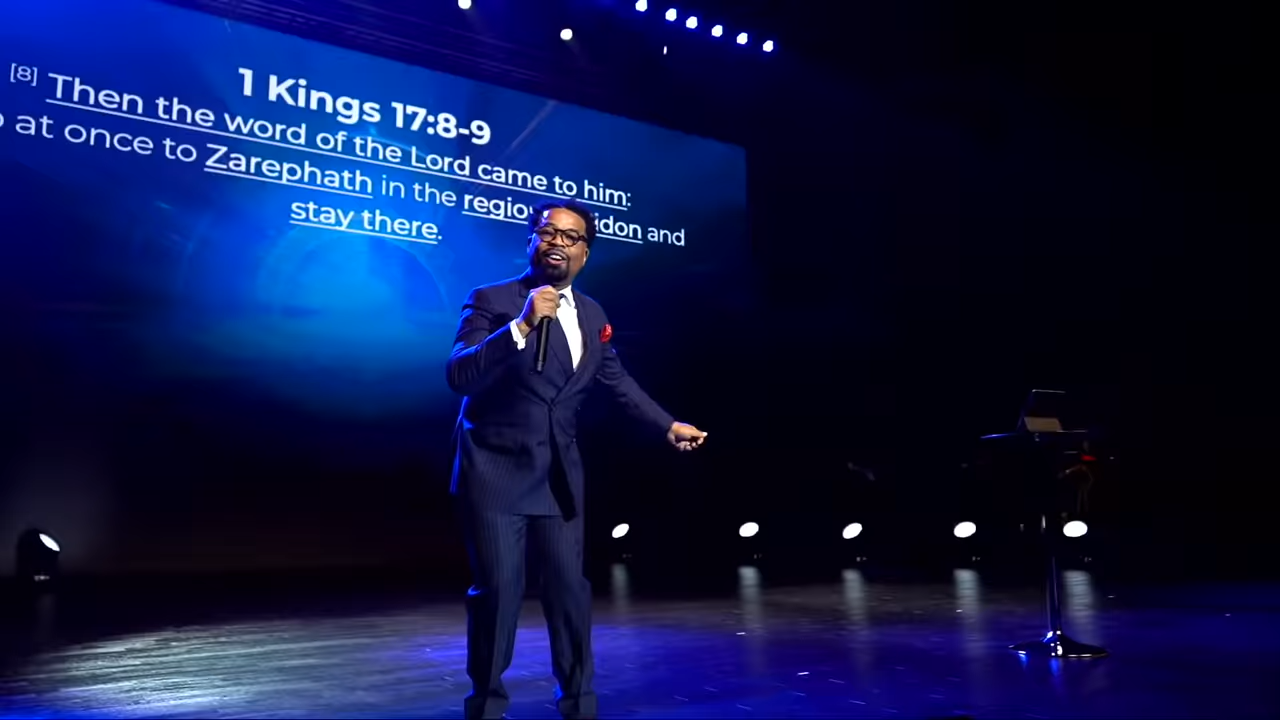 1 Kings 17:8-9
[8] Then the word of the Lord came to him:
at once to Zarephath in the and
stay there.